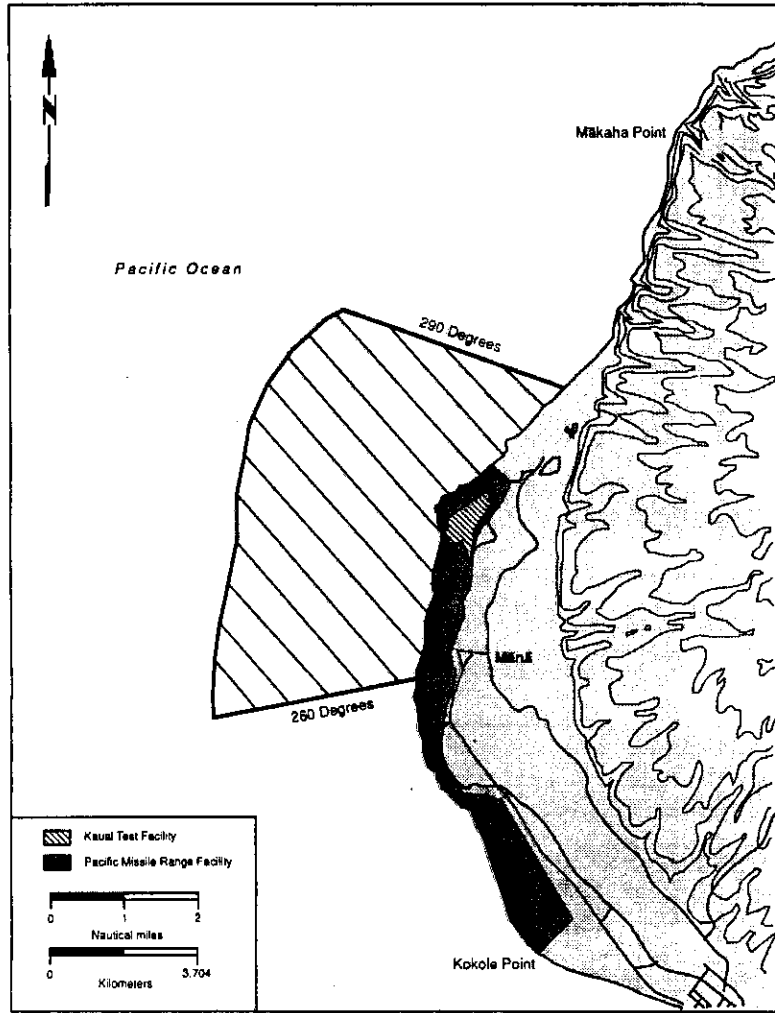 N
Mākaha Point
Pacific Ocean
290 Degrees
Mānā
260 Degrees
Kauai Test Facility
Pacific Missile Range Facility
0 1 2
Nautical miles
0 3.704
Kilometers
Kokole Point